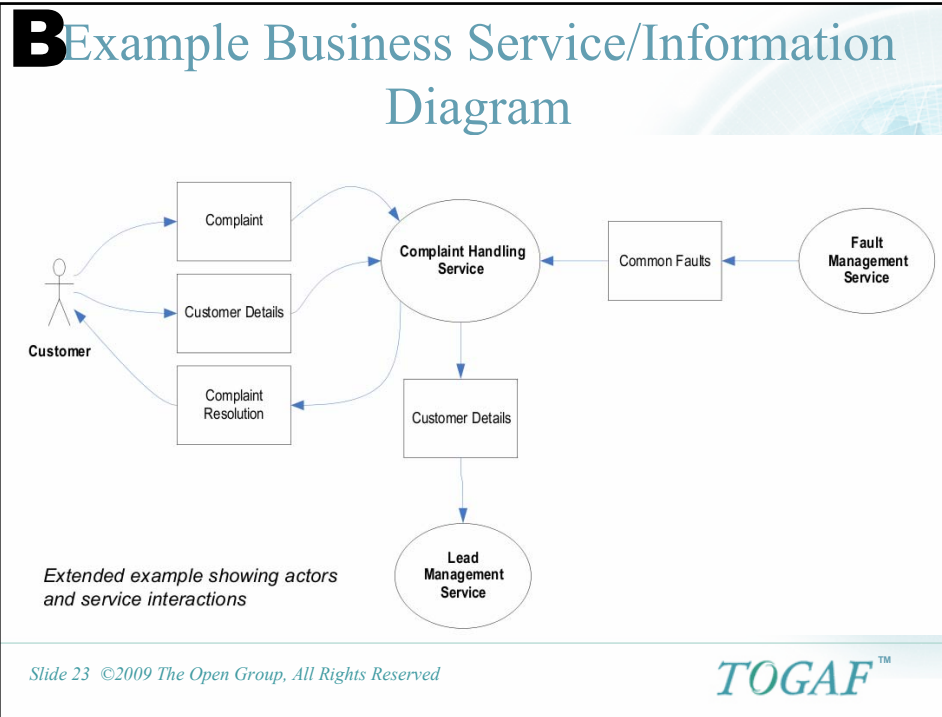 B
Example Business Service/Information
Diagram
Complaint
Customer Details
Complaint
Resolution
Customer
Complaint Handling
Service
Common Faults
Fault
Management
Service
Customer Details
Lead
Management
Service
Extended example showing actors
and service interactions
Slide 23 ©2009 The Open Group, All Rights Reserved
TOGAF™